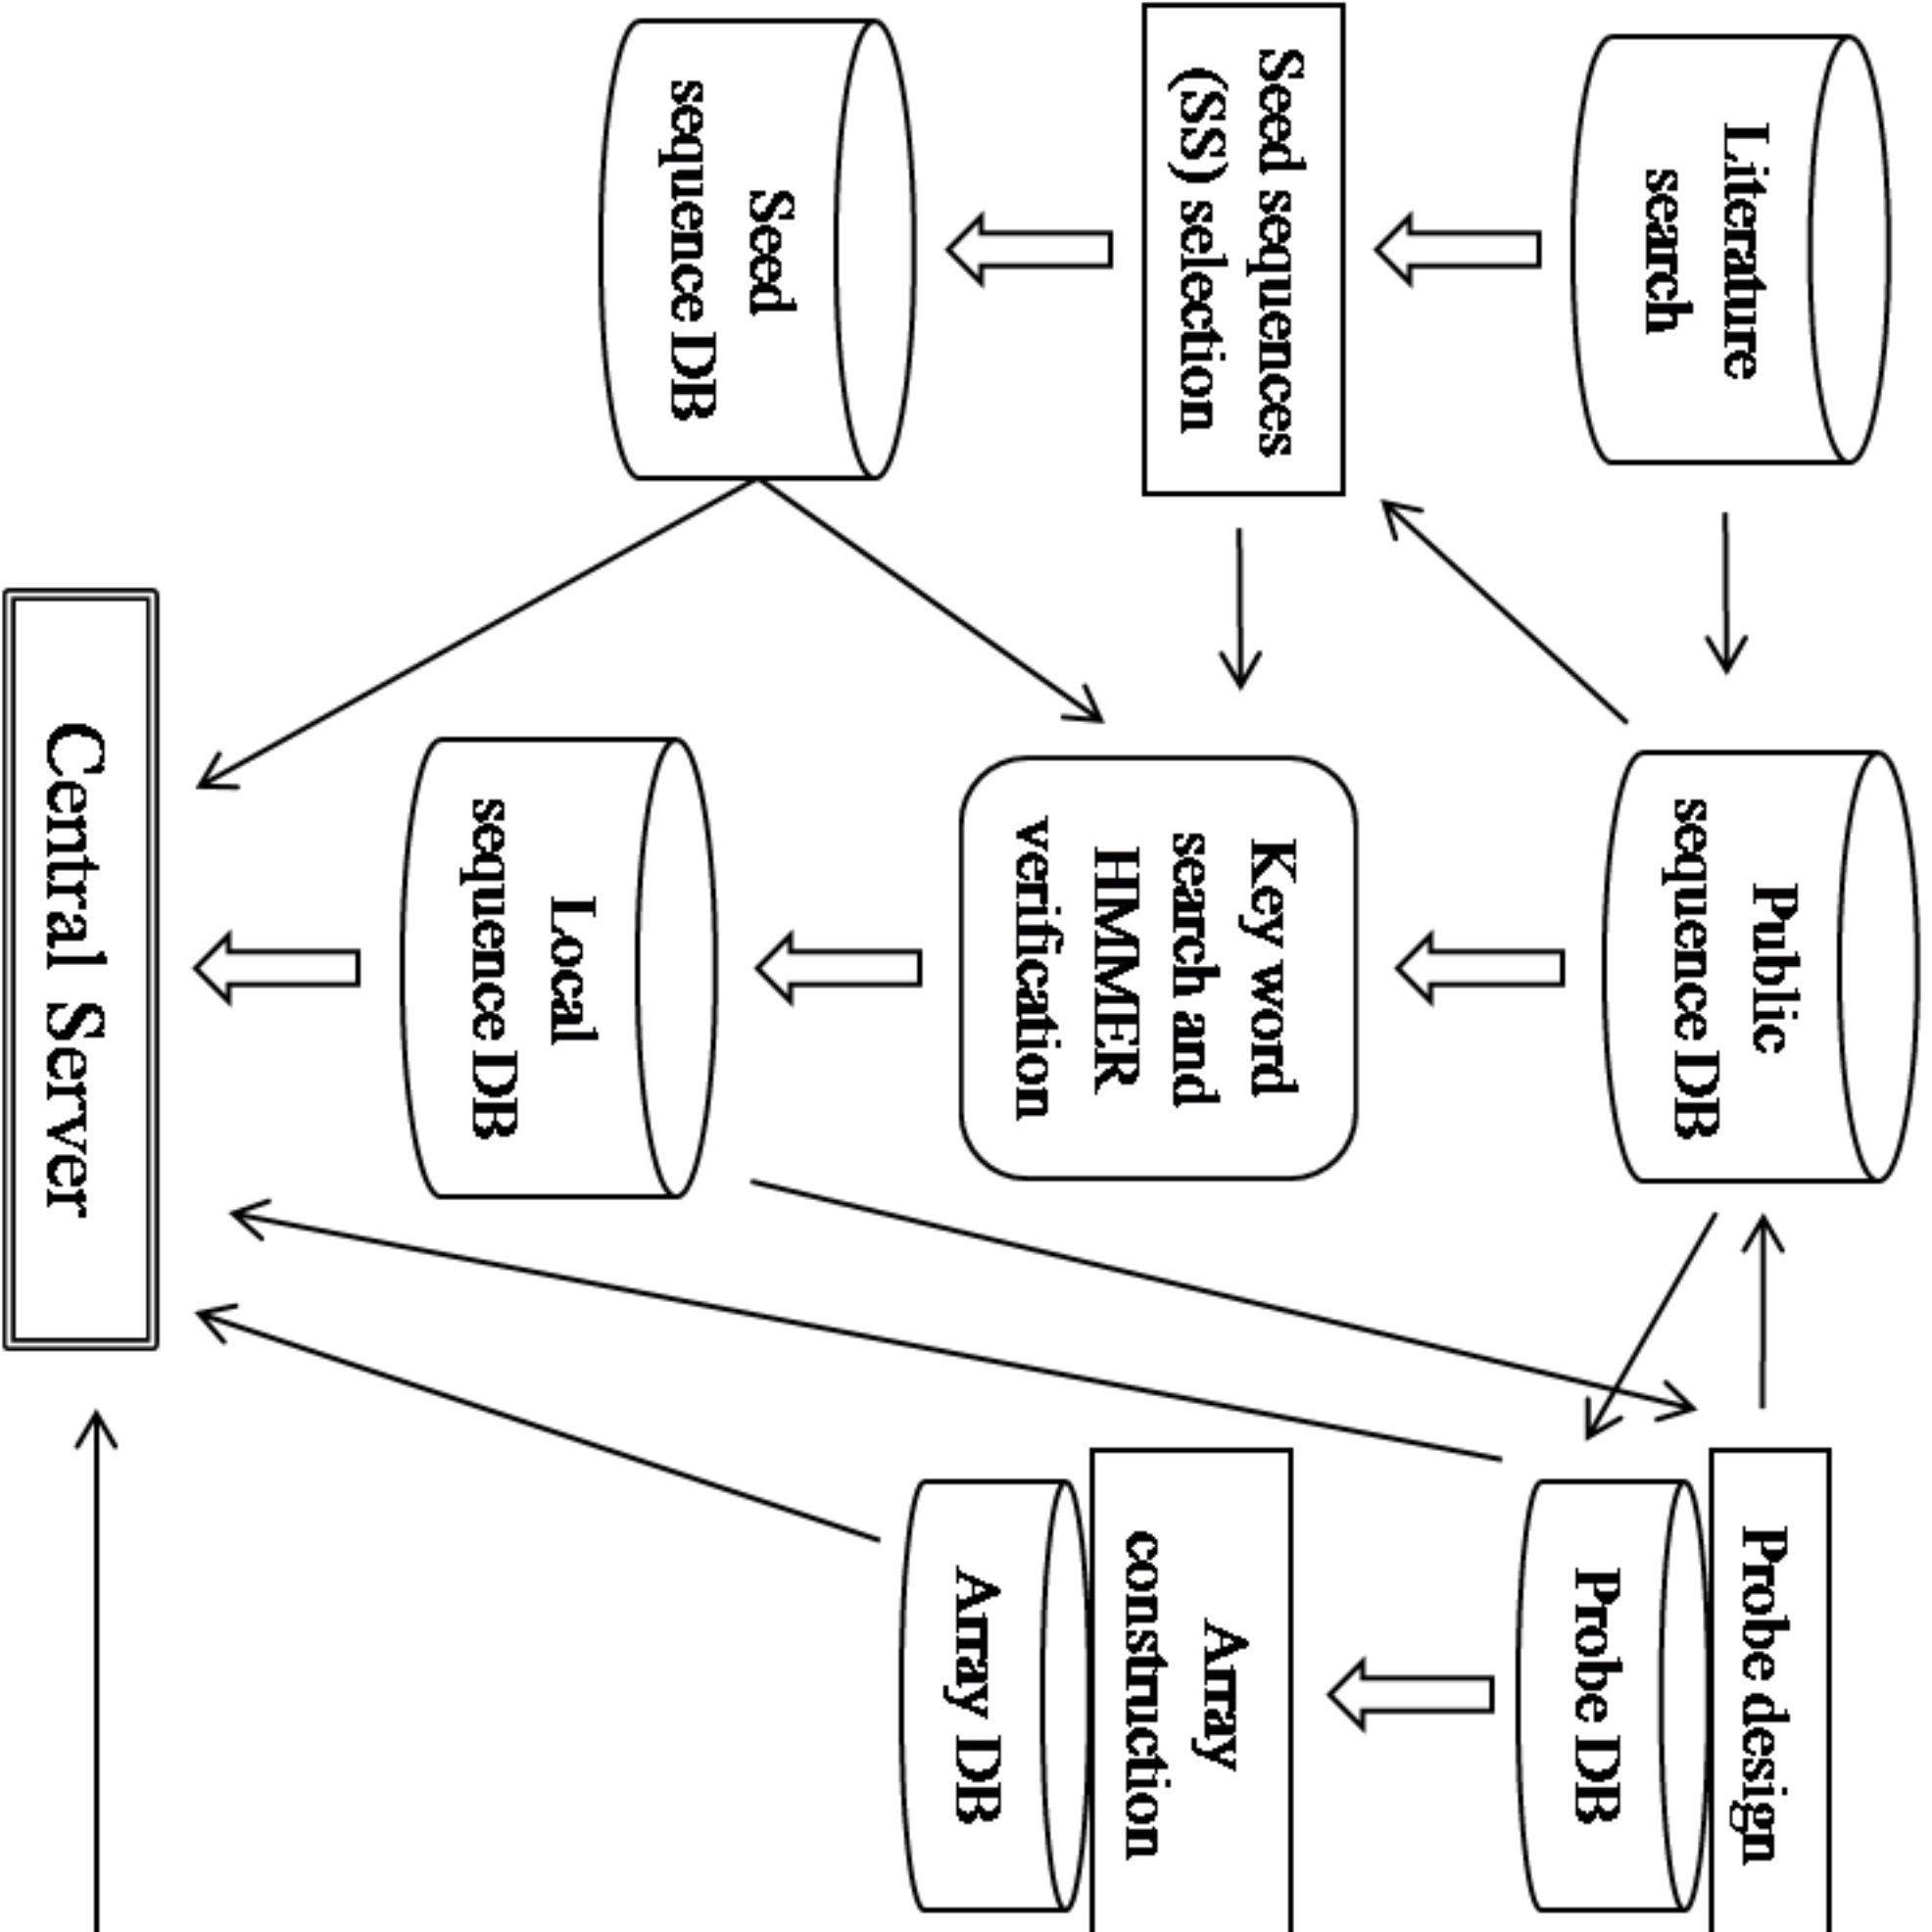 Literature
search
Public
sequence DB
Probe design
Probe DB
Seed sequences
(SS) selection
Key word
search and
HMMER
verification
Array
construction
Array DB
Seed
sequence DB
Local
sequence DB
Central Server